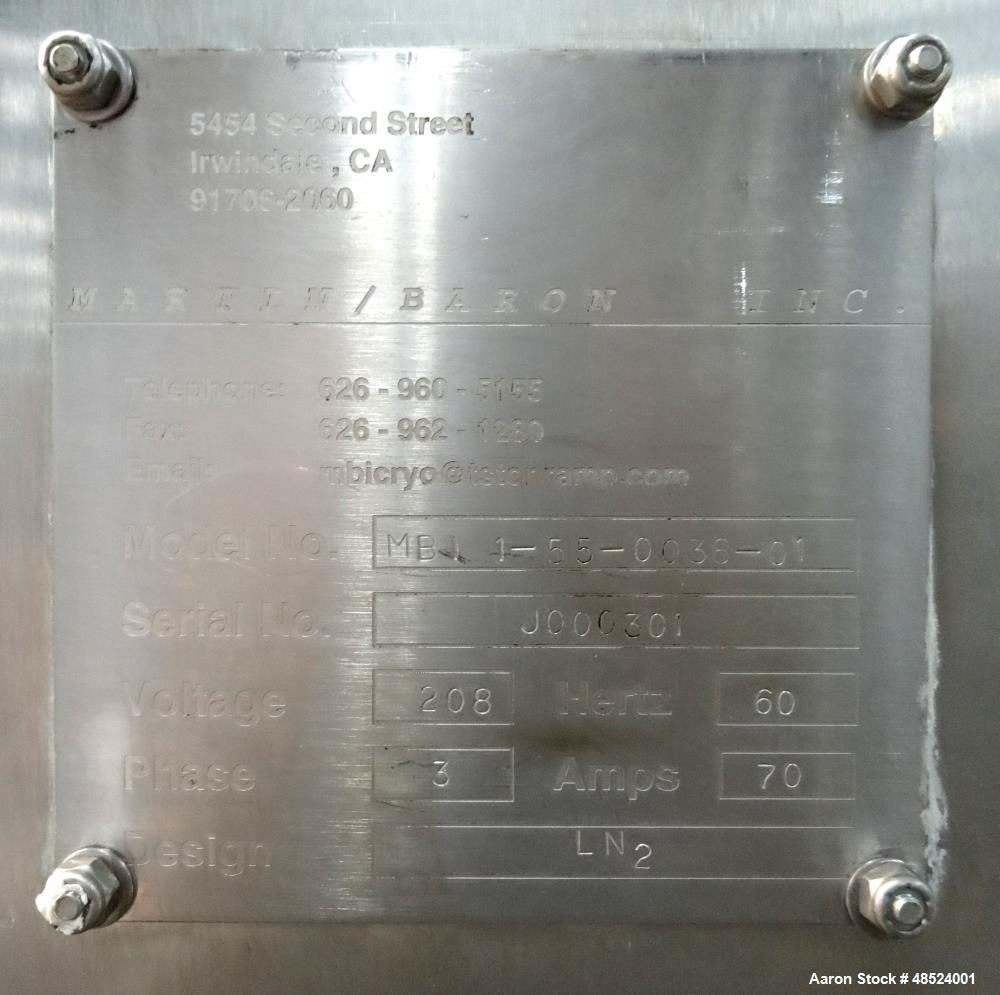 5454 Second Street
Irwindale , CA
91706-2060
MARTIN/BARON INC.
Telephone: 626 - 960 - 5155
Fax: 626 - 962 - 1280
Email:
Model No. MBI 1-55-0038-01
Serial No. J000301
Voltage 208 Hertz 60
Phase 3 Amps 70
Design LN2
Aaron Stock # 48524001